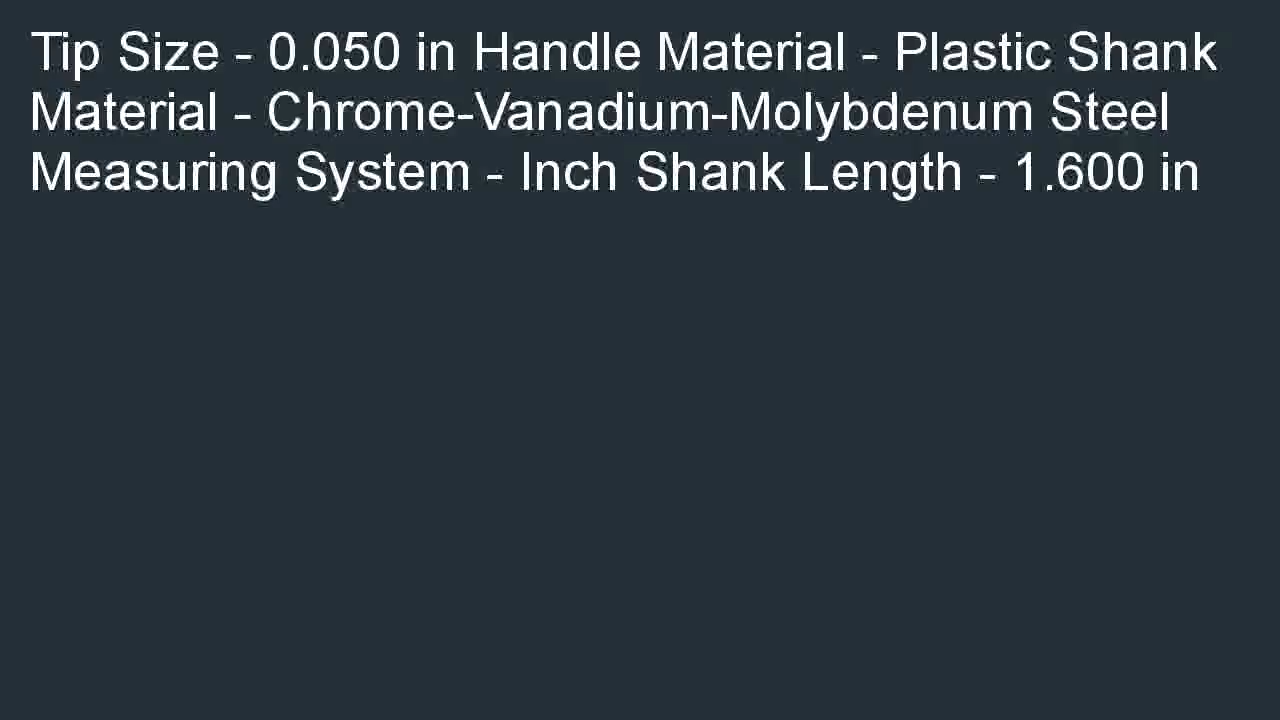 Tip Size - 0.050 in Handle Material - Plastic Shank
Material - Chrome-Vanadium-Molybdenum Steel
Measuring System - Inch Shank Length - 1.600 in